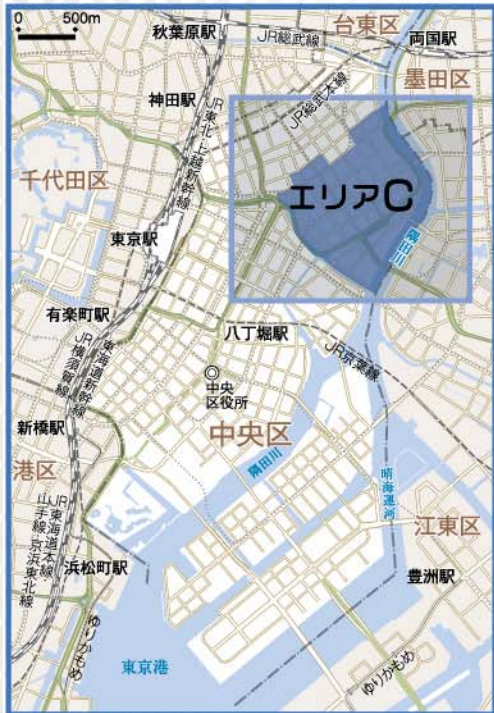 0 500m
秋葉原駅
台東区
両国駅
JR総武線
墨田区
神田駅
JR総武本線
JR東北・上越新幹線
千代田区
エリアC
東京駅
隅田川
有楽町駅
八丁堀駅
JR京葉線
東海道新幹線
JR横須賀線
中央
区役所
新橋駅
中央区
隅田川
港区
晴海運河
江東区
JR東海道本線
山手線・京浜東北線
浜松町駅
豊洲駅
ゆりかもめ
東京港
ゆりかもめ